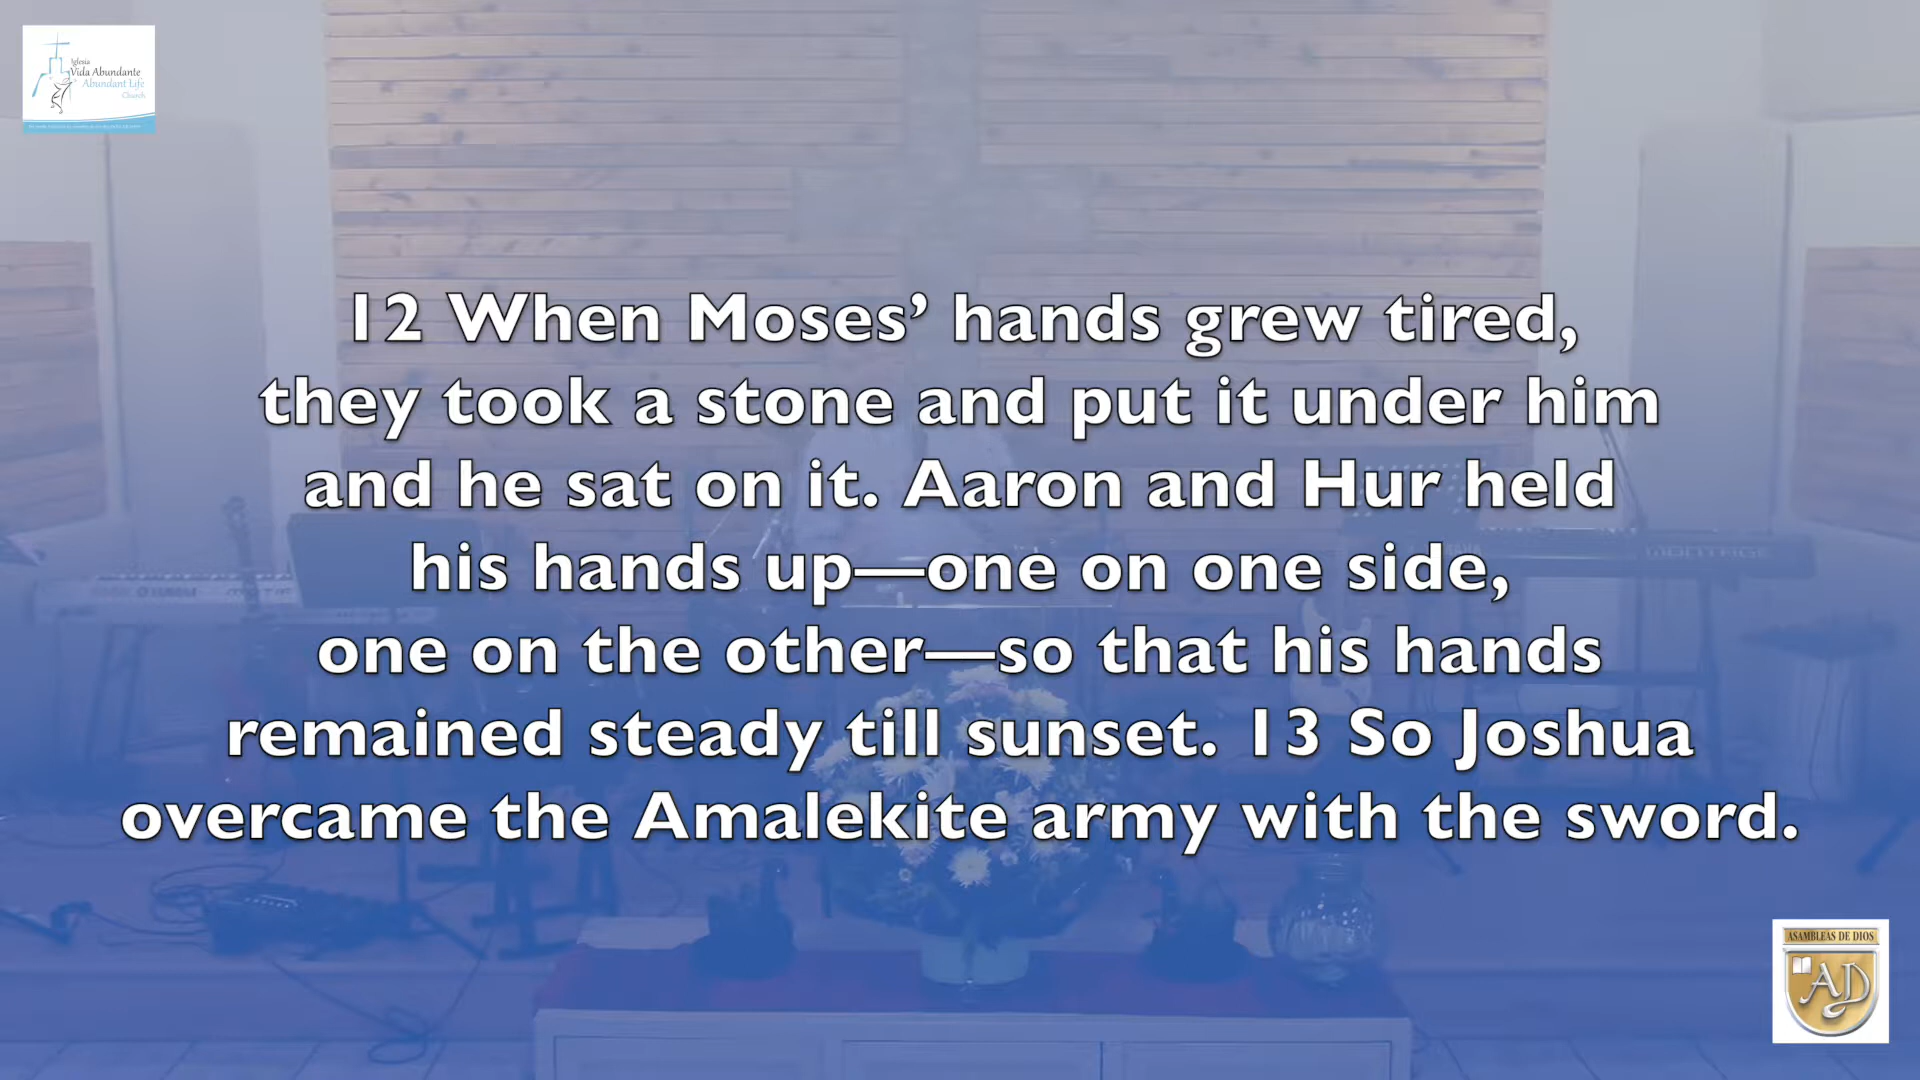 Iglesia
Vida Abundante
Abundant Life
Church
12 When Moses’ hands grew tired,
they took a stone and put it under him
and he sat on it. Aaron and Hur held
his hands up—one on one side,
one on the other—so that his hands
remained steady till sunset. 13 So Joshua
overcame the Amalekite army with the sword.
MONTAGE
ASAMBLEAS DE DIOS
AD